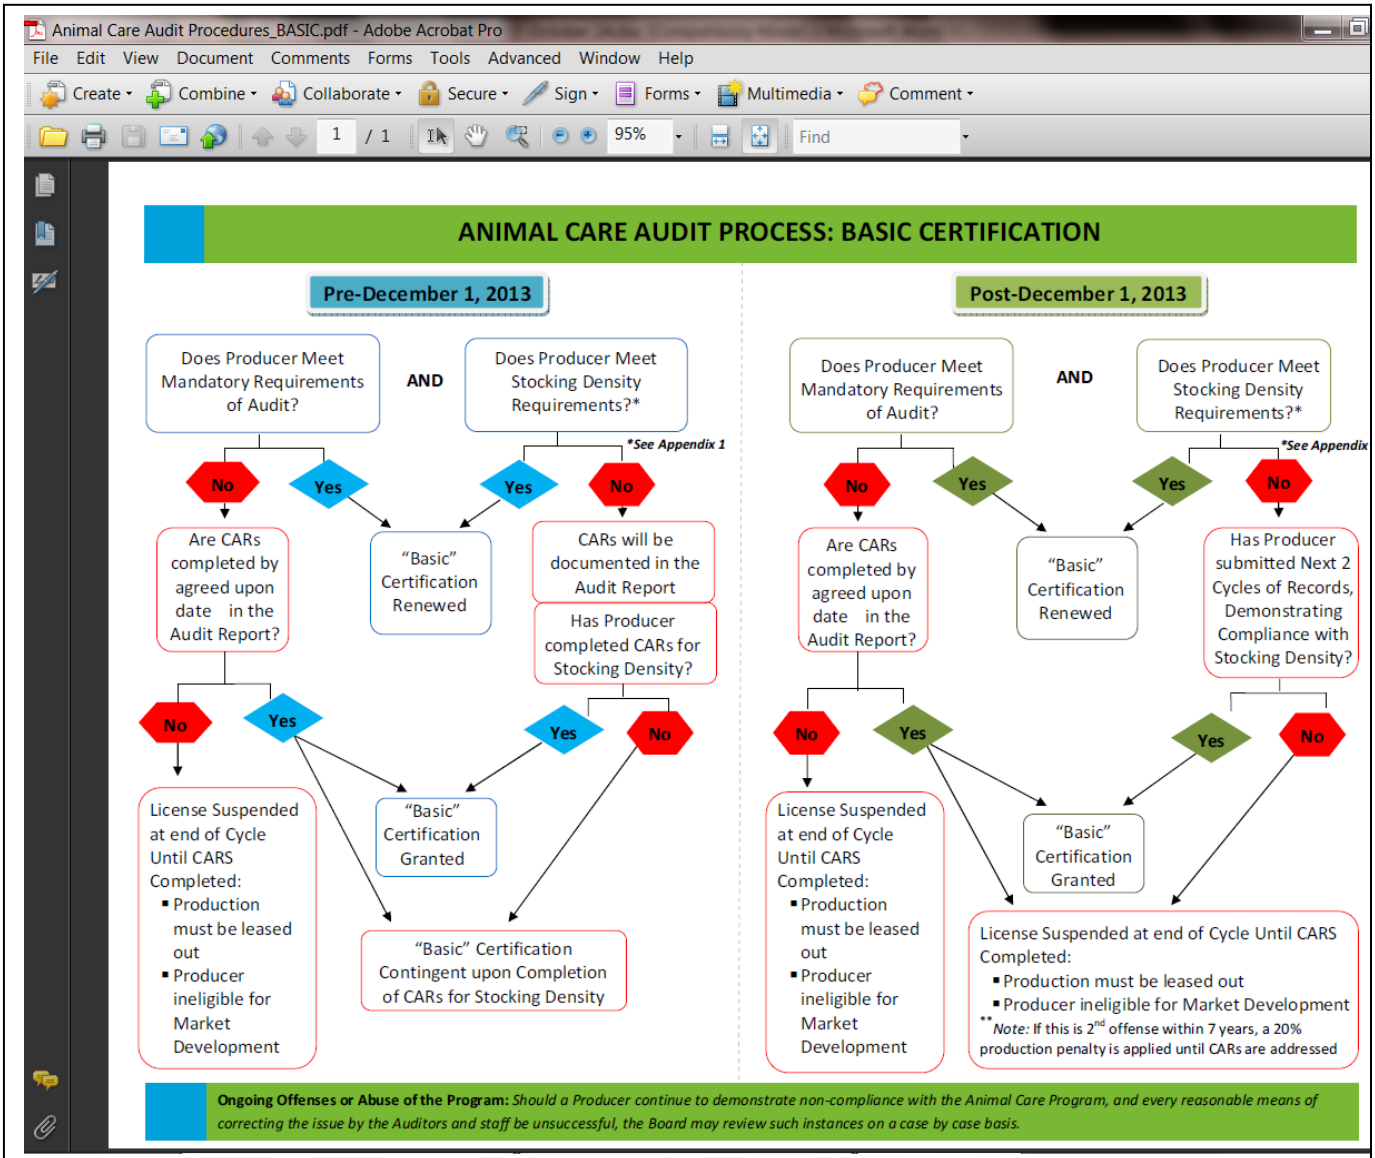 Animal Care Audit Procedures_BASIC.pdf - Adobe Acrobat Pro
File Edit View Document Comments Forms Tools Advanced Window Help
Create Combine Collaborate Secure Sign Forms Multimedia Comment
1 / 1 95% Find
ANIMAL CARE AUDIT PROCESS: BASIC CERTIFICATION
Pre-December 1, 2013
Does Producer Meet
Mandatory Requirements
of Audit?
AND
Does Producer Meet
Stocking Density
Requirements?*
*See Appendix 1
No
Yes
Yes
No
Are CARs
completed by
agreed upon
date in the
Audit Report?
"Basic"
Certification
Renewed
CARs will be
documented in the
Audit Report
Has Producer
completed CARs for
Stocking Density?
No
Yes
Yes
No
License Suspended
at end of Cycle
Until CARS
Completed:
▪ Production
must be leased
out
▪ Producer
ineligible for
Market
Development
"Basic"
Certification
Granted
"Basic" Certification
Contingent upon Completion
of CARs for Stocking Density
Post-December 1, 2013
Does Producer Meet
Mandatory Requirements
of Audit?
AND
Does Producer Meet
Stocking Density
Requirements?*
*See Appendix
No
Yes
Yes
No
Are CARs
completed by
agreed upon
date in the
Audit Report?
"Basic"
Certification
Renewed
Has Producer
submitted Next 2
Cycles of Records,
Demonstrating
Compliance with
Stocking Density?
No
Yes
Yes
No
License Suspended
at end of Cycle
Until CARS
Completed:
▪ Production
must be leased
out
▪ Producer
ineligible for
Market
Development
"Basic"
Certification
Granted
License Suspended at end of Cycle Until CARS
Completed:
▪ Production must be leased out
▪ Producer ineligible for Market Development
**Note: If this is 2nd offense within 7 years, a 20%
production penalty is applied until CARs are addressed
Ongoing Offenses or Abuse of the Program: Should a Producer continue to demonstrate non-compliance with the Animal Care Program, and every reasonable means of
correcting the issue by the Auditors and staff be unsuccessful, the Board may review such instances on a case by case basis.